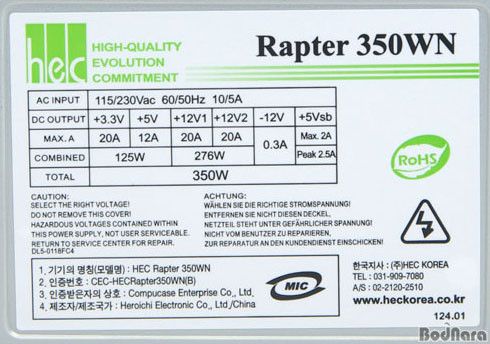 hec
HIGH-QUALITY
EVOLUTION
COMMITMENT
Rapter 350WN
AC INPUT 115/230Vac 60/50Hz 10/5A
DC OUTPUT +3.3V +5V +12V1 +12V2 -12V +5Vsb
MAX. A 20A 12A 20A 20A 0.3A Max. 2A
COMBINED 125W 276W Peak 2.5A
TOTAL 350W
RoHS
CAUTION:
SELECT THE RIGHT VOLTAGE!
DO NOT REMOVE THIS COVER!
HAZARDOUS VOLTAGES CONTAINED WITHIN
THIS POWER SUPPLY, NOT USER SERVICEABLE.
RETURN TO SERVICE CENTER FOR REPAIR.
DL5-0118FC4
ACHTUNG:
WÄHLEN SIE DIE RICHTIGE STROMSPANNUNG!
ENTFERNEN SIE NICHT DIESEN DECKEL,
NETZTEIL STEHT UNTER GEFÄHRLICHER SPANNUNG!
NICHT VOM BENUTZER ZU REPARIEREN,
ZUR REPARATUR AN DEN KUNDENDIENST EINSCHICKEN!
1. 기기의 명칭(모델명) : HEC Rapter 350WN
2. 인증번호: CEC-HECRapter350WN(B)
3. 인증받은자의 상호 : Compucase Enterprise Co,,. Ltd,
4. 제조자/제조국가 : Heroichi Electronic Co., Ltd,/China
MIC
한국지사 : (주)HEC KOREA
TEL : 031-909-7080
A/S : 02-2120-2510
www.heckorea.co.kr
124.01
BodNara